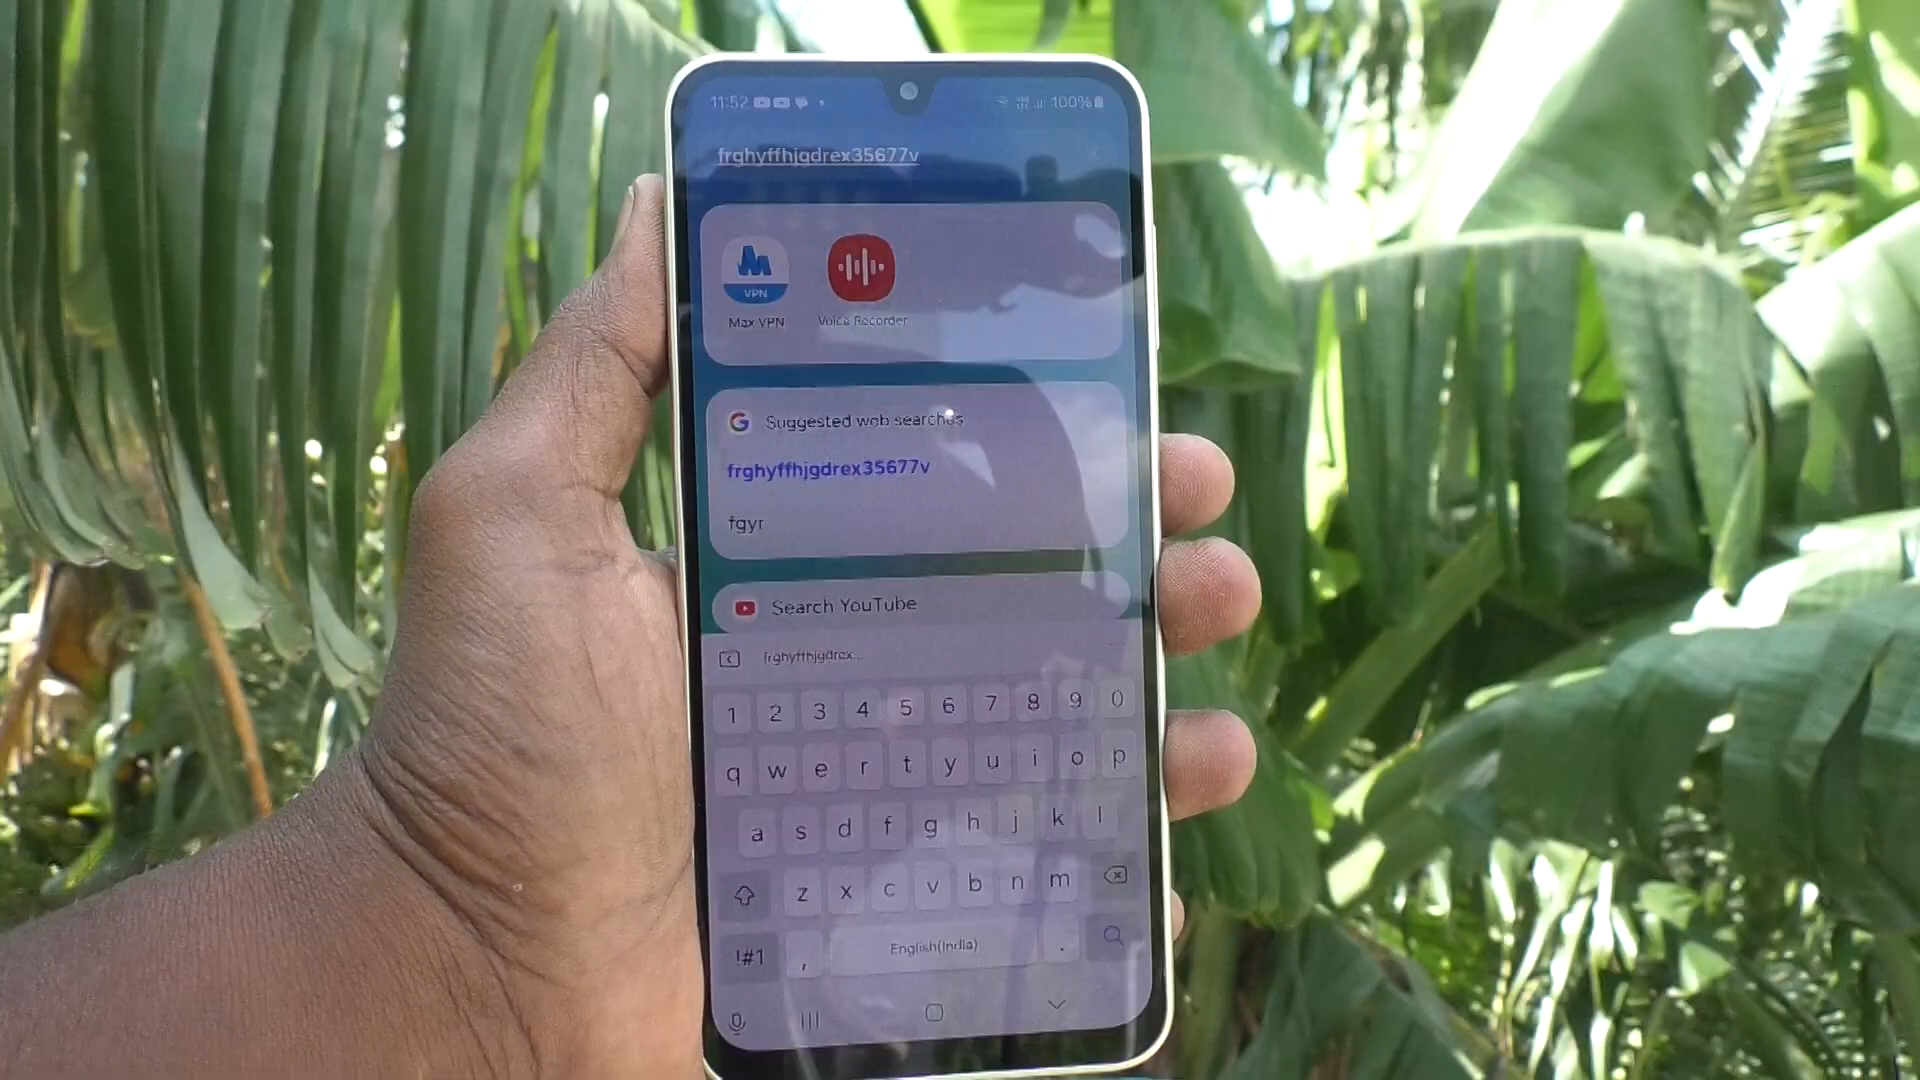 11:52 100%
frghyffhjgdrex35677v
VPN
Max VPN Voice Recorder
Suggested web searches
frghyffhjgdrex35677v
fgyr
Search YouTube
frghyffhjgdrex...
1 2 3 4 5 6 7 8 9 0
q w e r t y u i o p
a s d f g h j k l
z x c v b n m
!#1 , English(India) .